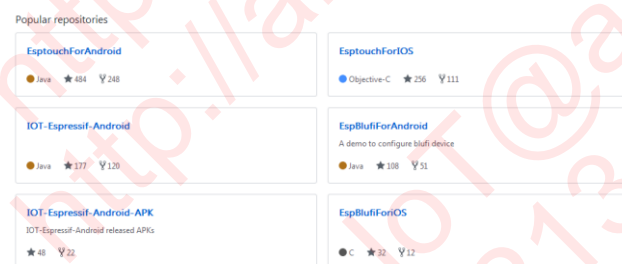 Popular repositories
EsptouchForAndroid
Java 484 248
EsptouchForIOS
Objective-C 256 111
IOT-Espressif-Android
Java 177 120
EspBlufiForAndroid
A demo to configure blufi device
Java 108 51
IOT-Espressif-Android-APK
IOT-Espressif-Android released APKs
48 22
EspBlufiForiOS
C 32 12